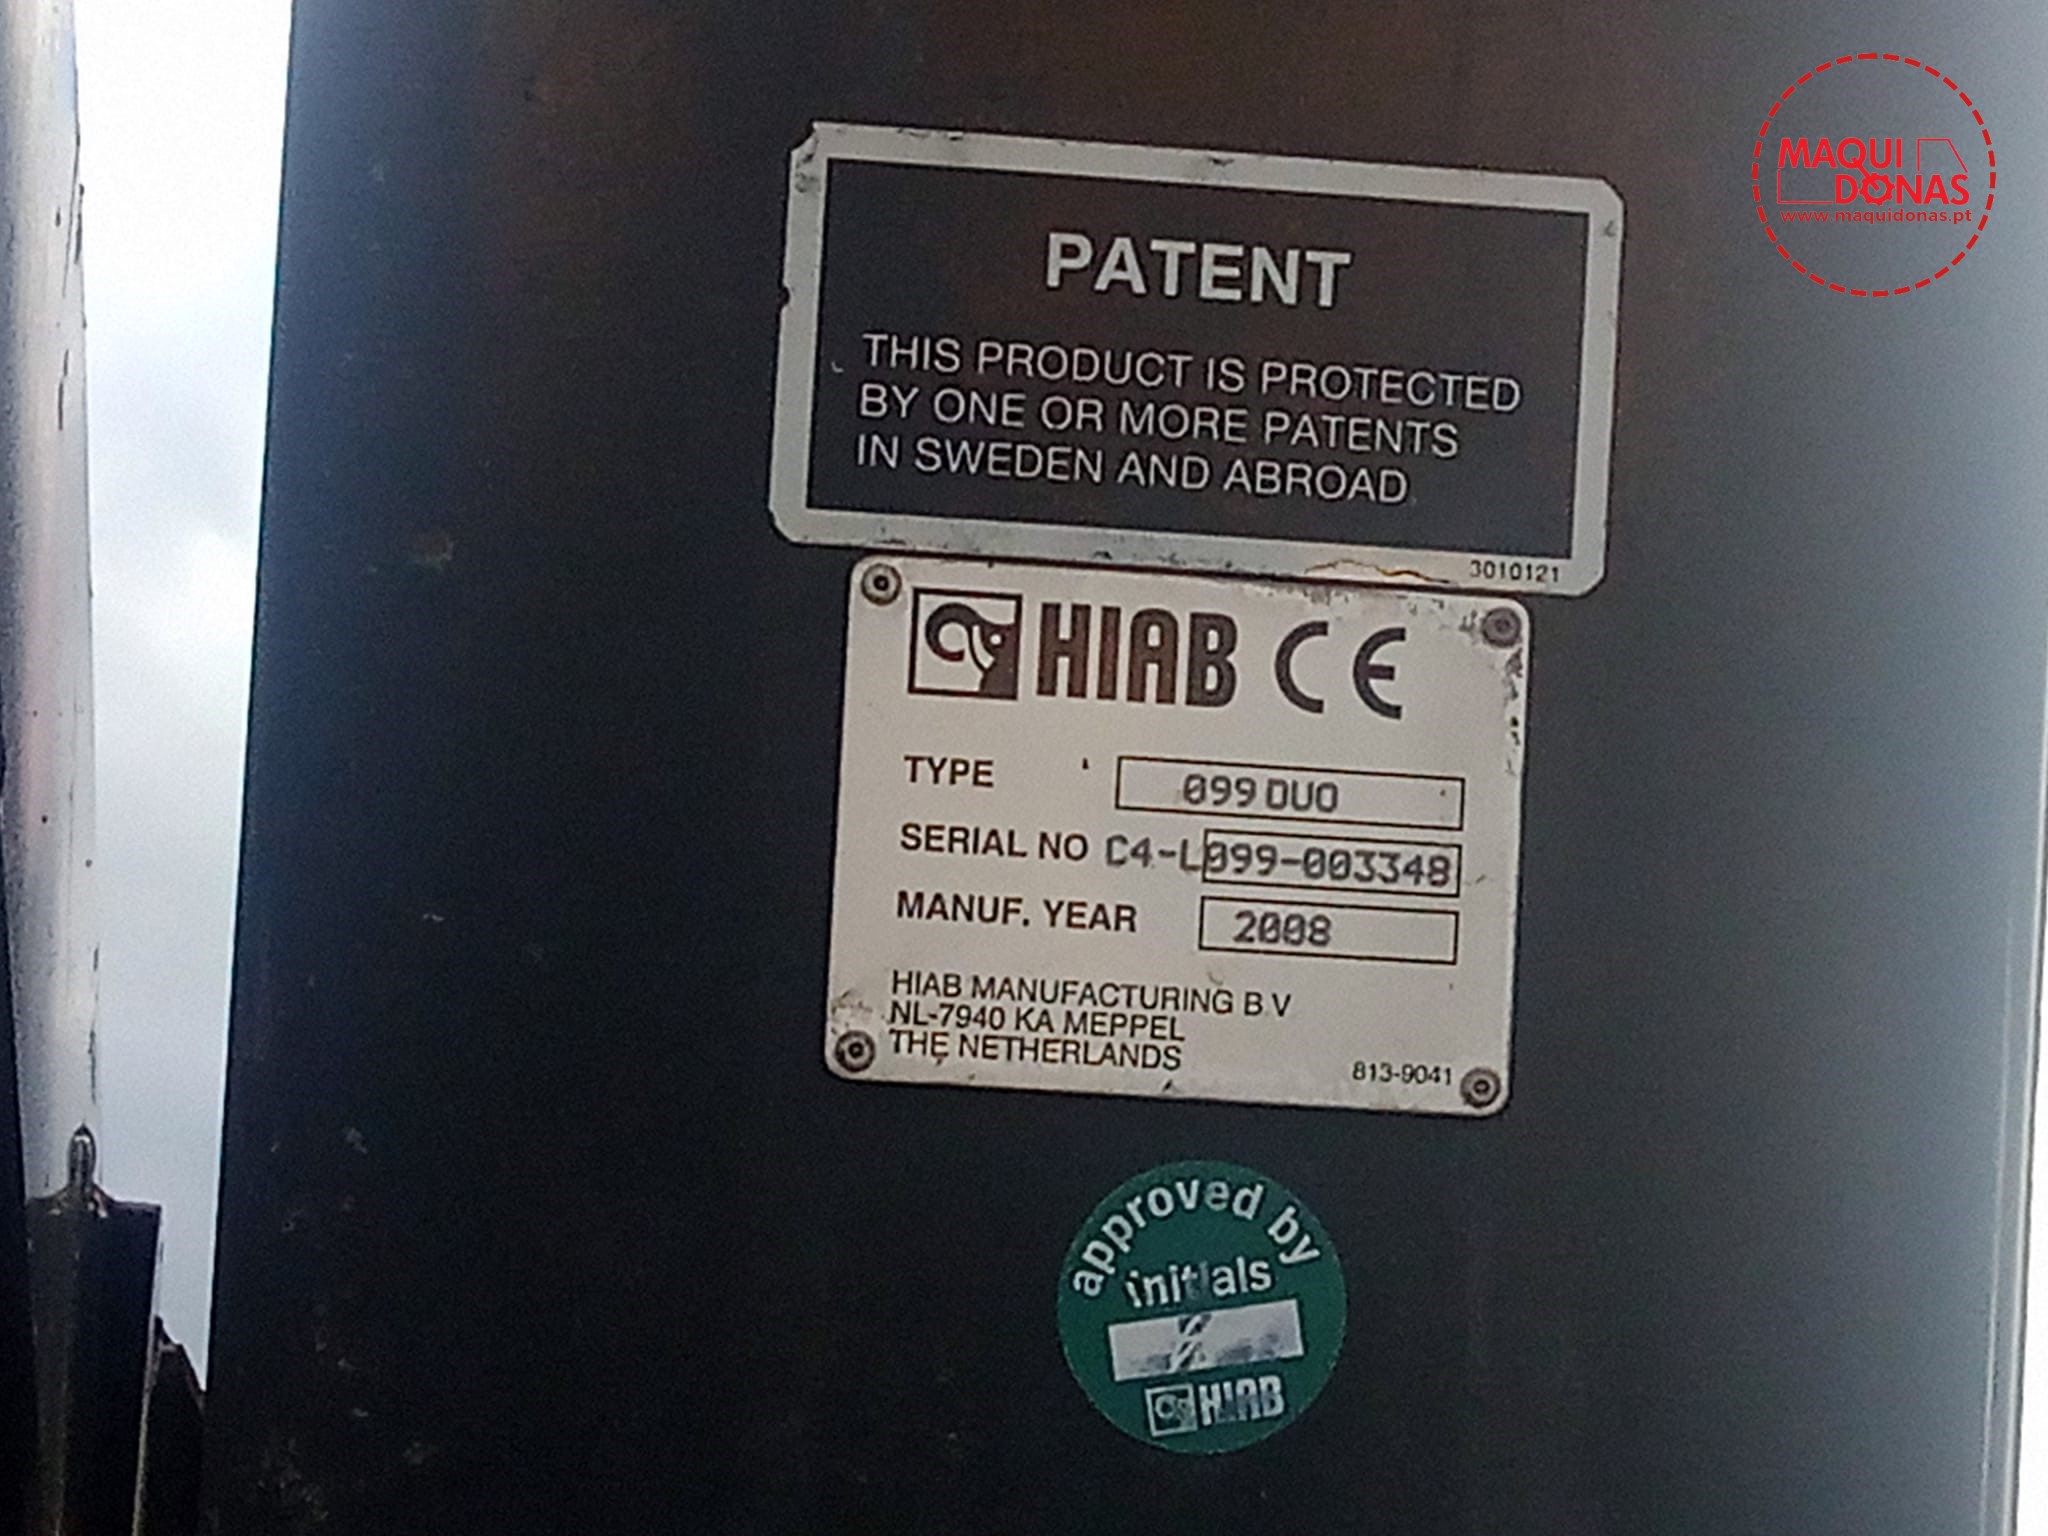 MAQUI
DONAS
www.maquidonas.pt
PATENT
THIS PRODUCT IS PROTECTED
BY ONE OR MORE PATENTS
IN SWEDEN AND ABROAD
3010121
HIAB CE
TYPE 099 DUO
SERIAL NO C4-L099-003348
MANUF. YEAR 2008
HIAB MANUFACTURING B.V
NL-7940 KA MEPPEL
THE NETHERLANDS
813-9041
approved by
initials
HIAB